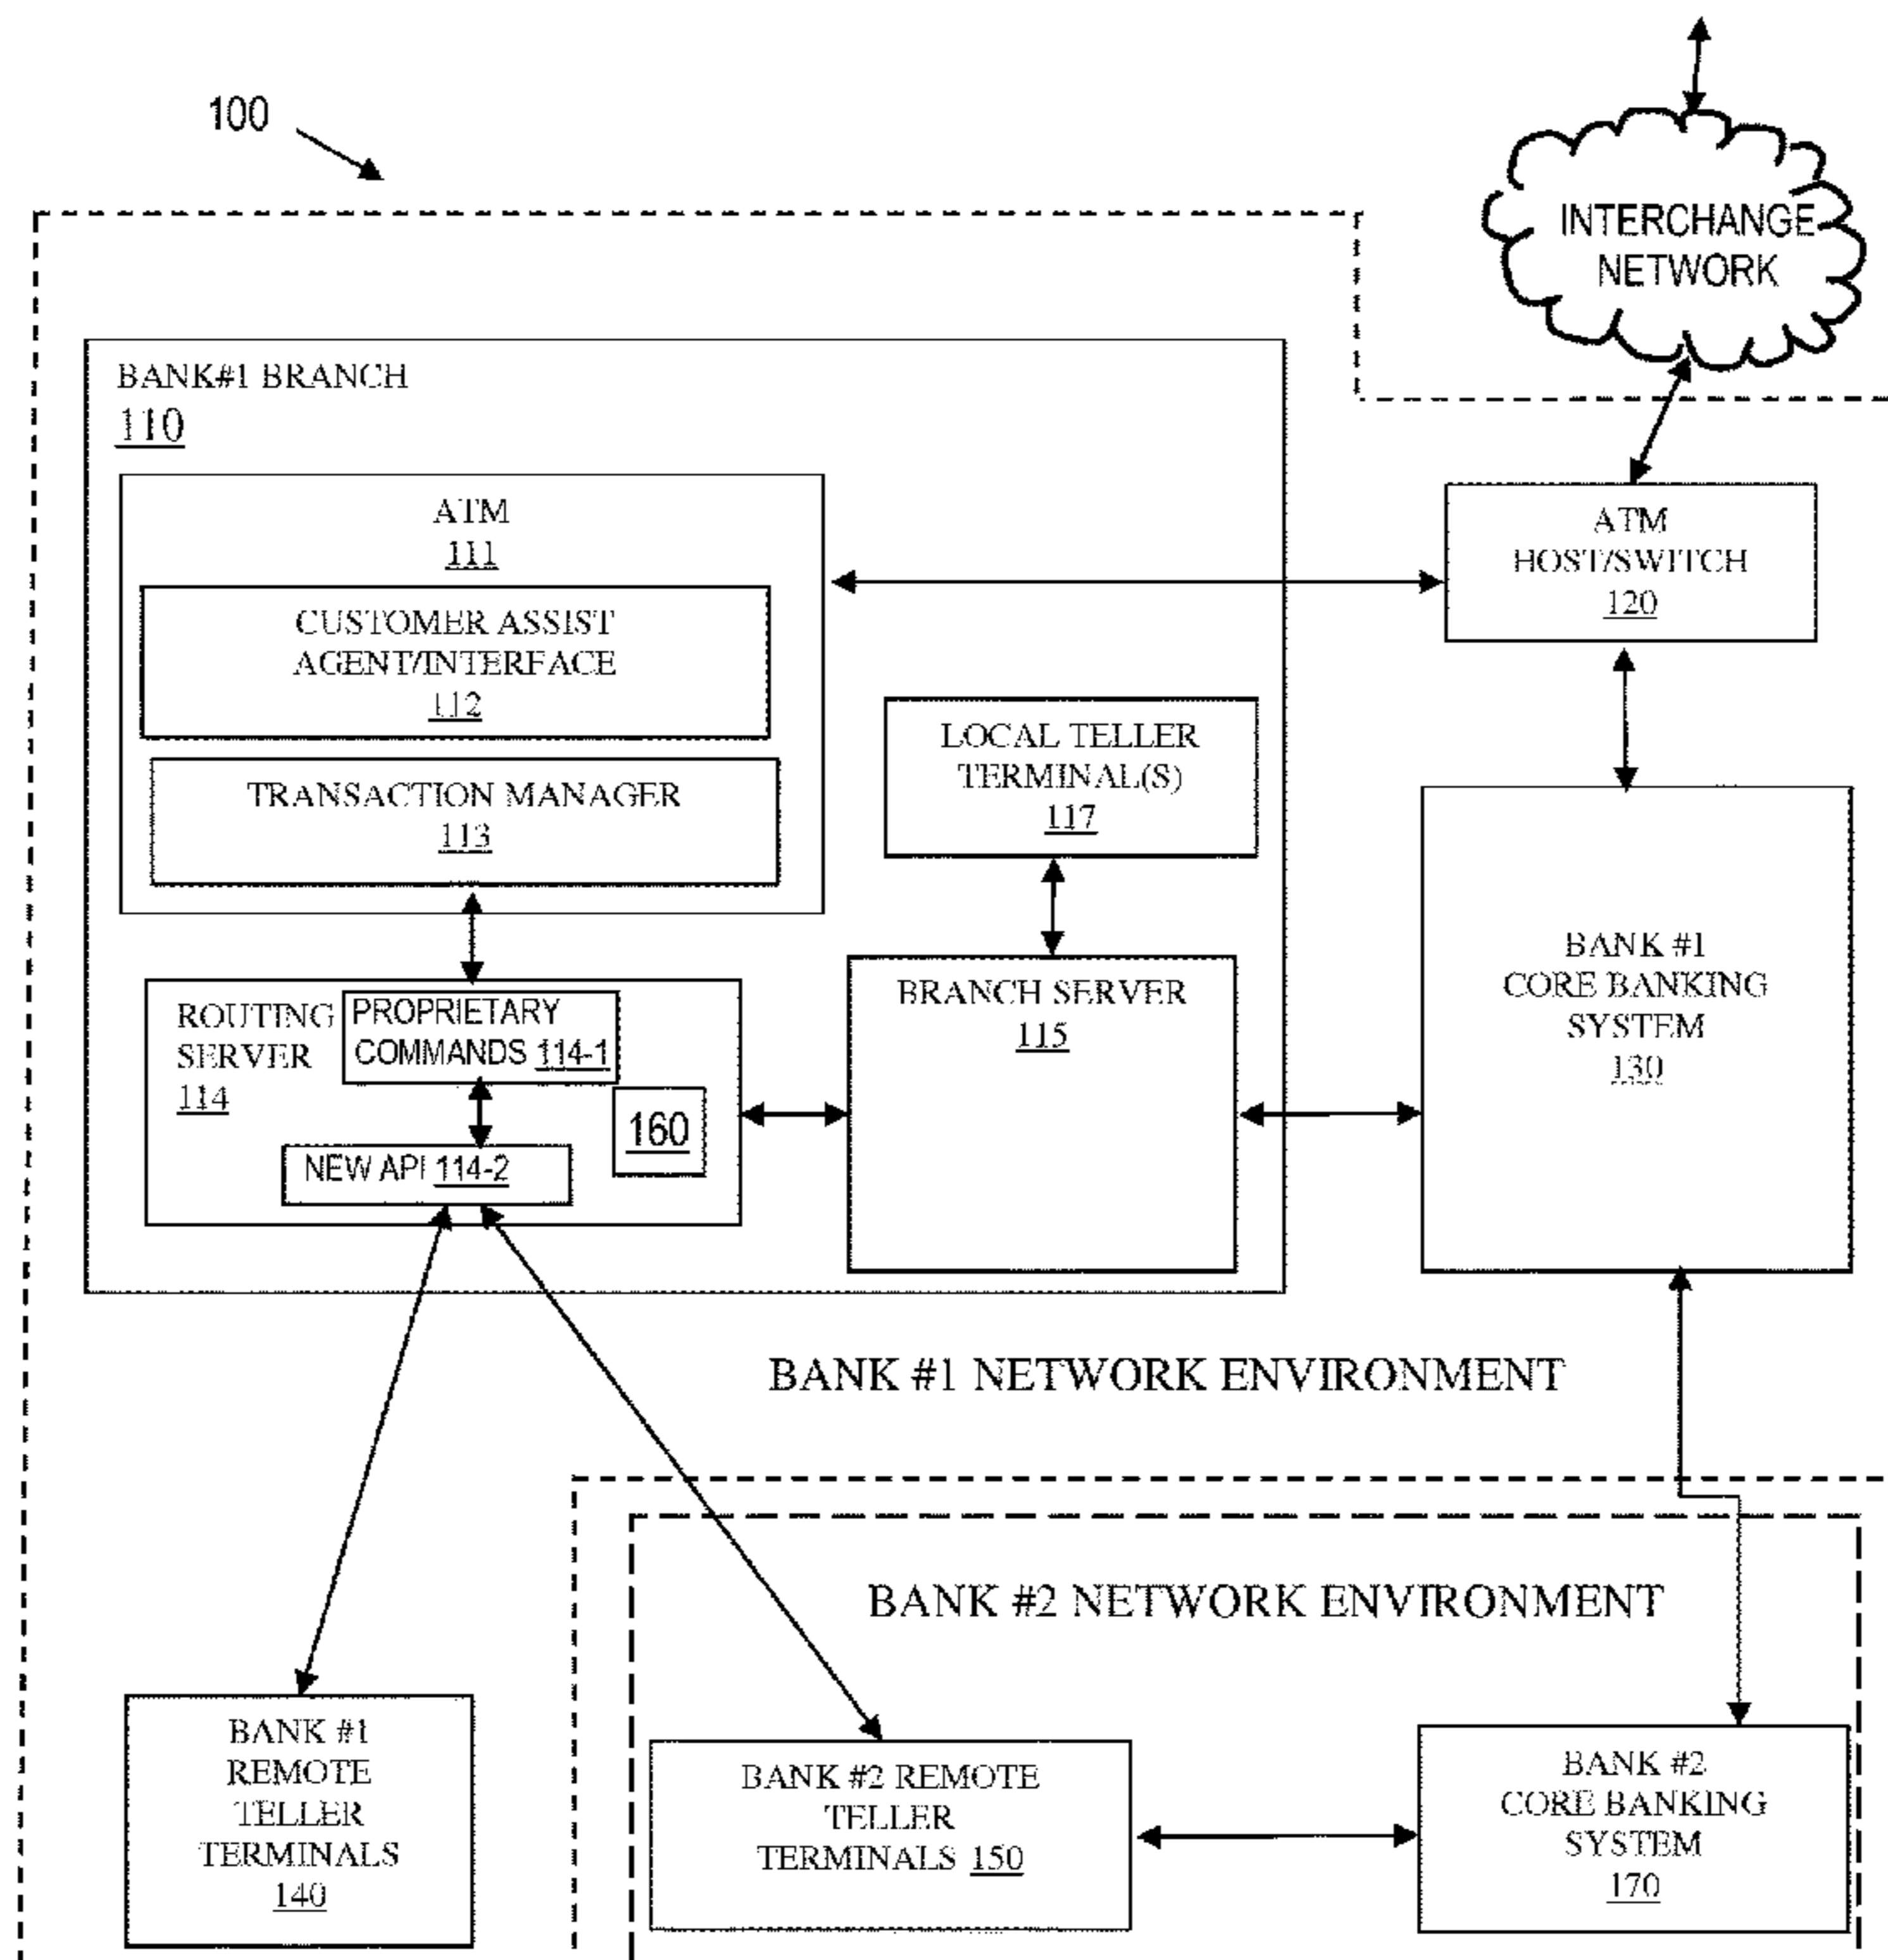 100
INTERCHANGE
NETWORK
BANK#1 BRANCH
110
ATM
111
CUSTOMER ASSIST
AGENT/INTERFACE
112
TRANSACTION MANAGER
113
ATM
HOST/SWITCH
120
LOCAL TELLER
TERMINAL(S)
117
ROUTING
SERVER
114
PROPRIETARY
COMMANDS 114-1
160
NEW API 114-2
BRANCH SERVER
115
BANK #1
CORE BANKING
SYSTEM
130
BANK #1 NETWORK ENVIRONMENT
BANK #2 NETWORK ENVIRONMENT
BANK #1
REMOTE
TELLER
TERMINALS
140
BANK #2 REMOTE
TELLER
TERMINALS 150
BANK #2
CORE BANKING
SYSTEM
170